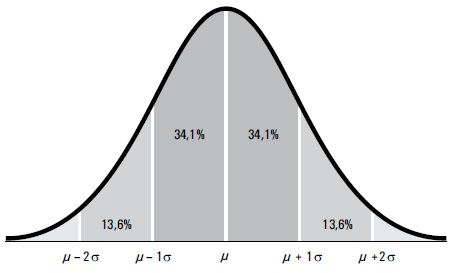 34,1% 34,1%
13,6% 13,6%
μ – 2σ μ – 1σ μ μ + 1σ μ +2σ